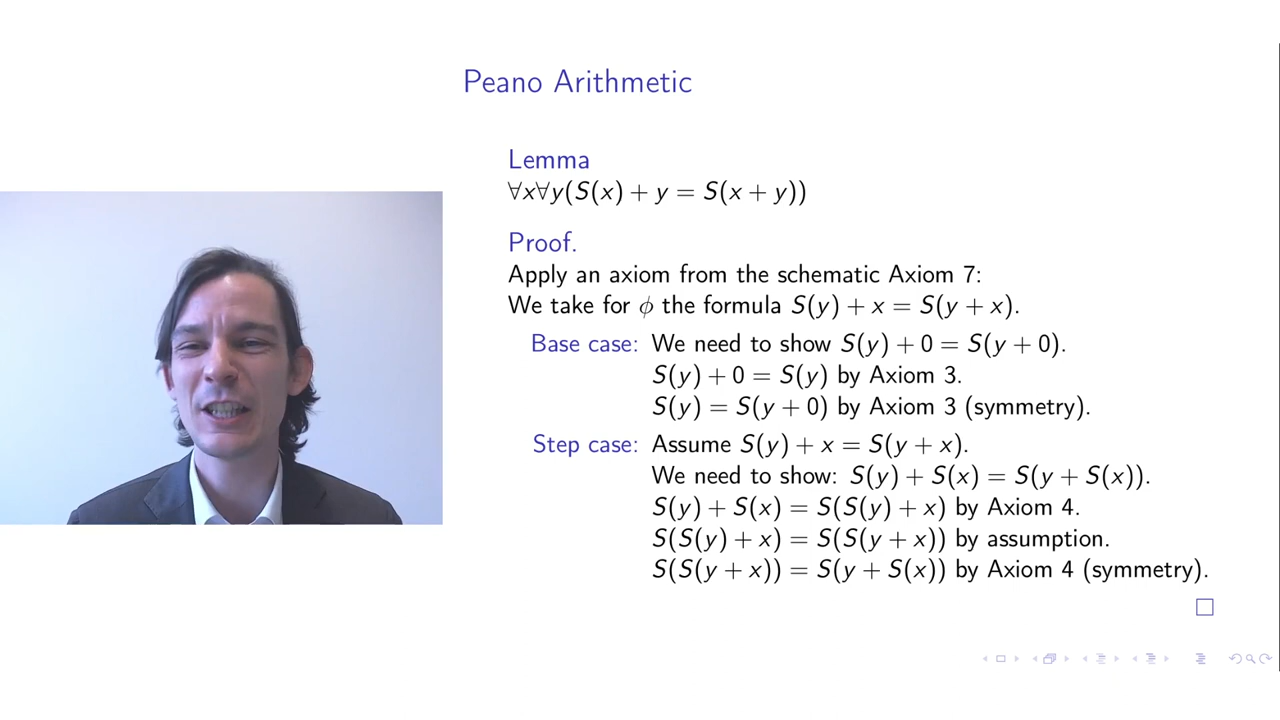 Peano Arithmetic
Lemma
∀x∀y(S(x) + y = S(x + y))
Proof.
Apply an axiom from the schematic Axiom 7:
We take for ϕ the formula S(y) + x = S(y + x).
Base case: We need to show S(y) + 0 = S(y + 0).
S(y) + 0 = S(y) by Axiom 3.
S(y) = S(y + 0) by Axiom 3 (symmetry).
Step case: Assume S(y) + x = S(y + x).
We need to show: S(y) + S(x) = S(y + S(x)).
S(y) + S(x) = S(S(y) + x) by Axiom 4.
S(S(y) + x) = S(S(y + x)) by assumption.
S(S(y + x)) = S(y + S(x)) by Axiom 4 (symmetry).